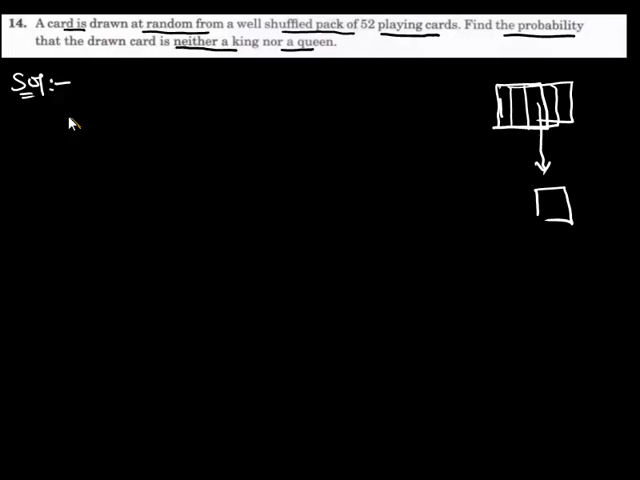 14. A card is drawn at random from a well shuffled pack of 52 playing cards. Find the probability
that the drawn card is neither a king nor a queen.
Sol:-